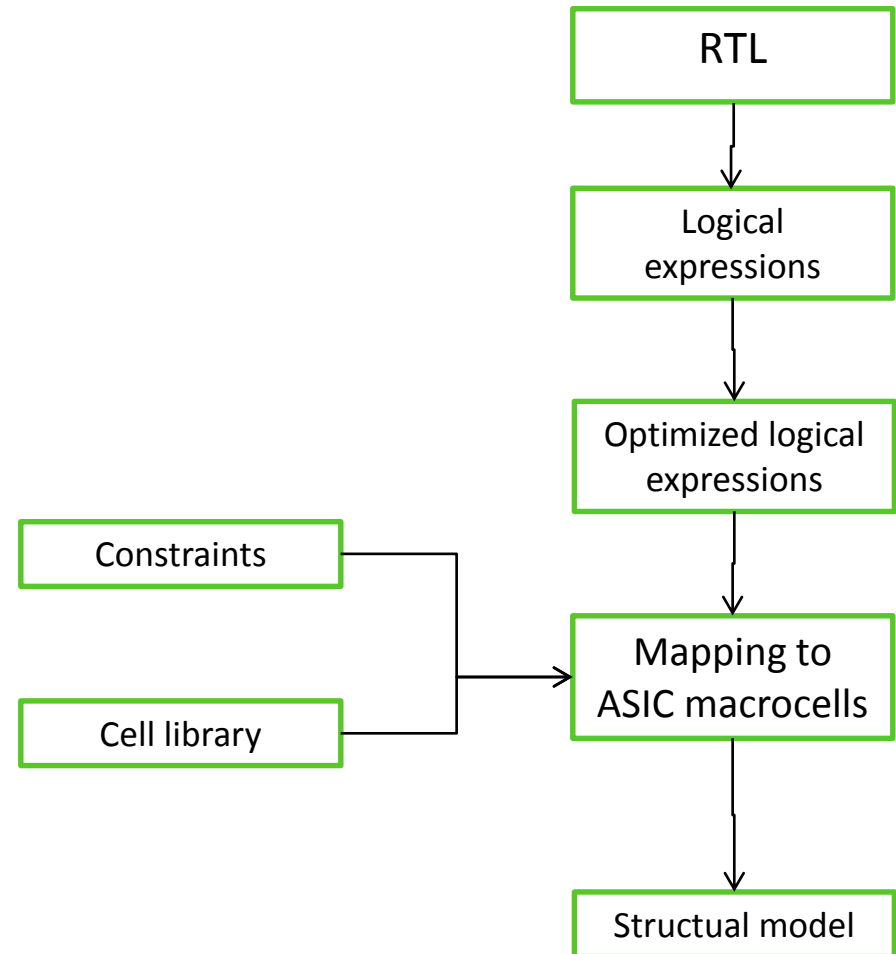 RTL
Logical
expressions
Optimized logical
expressions
Constraints
Mapping to
ASIC macrocells
Cell library
Structual model